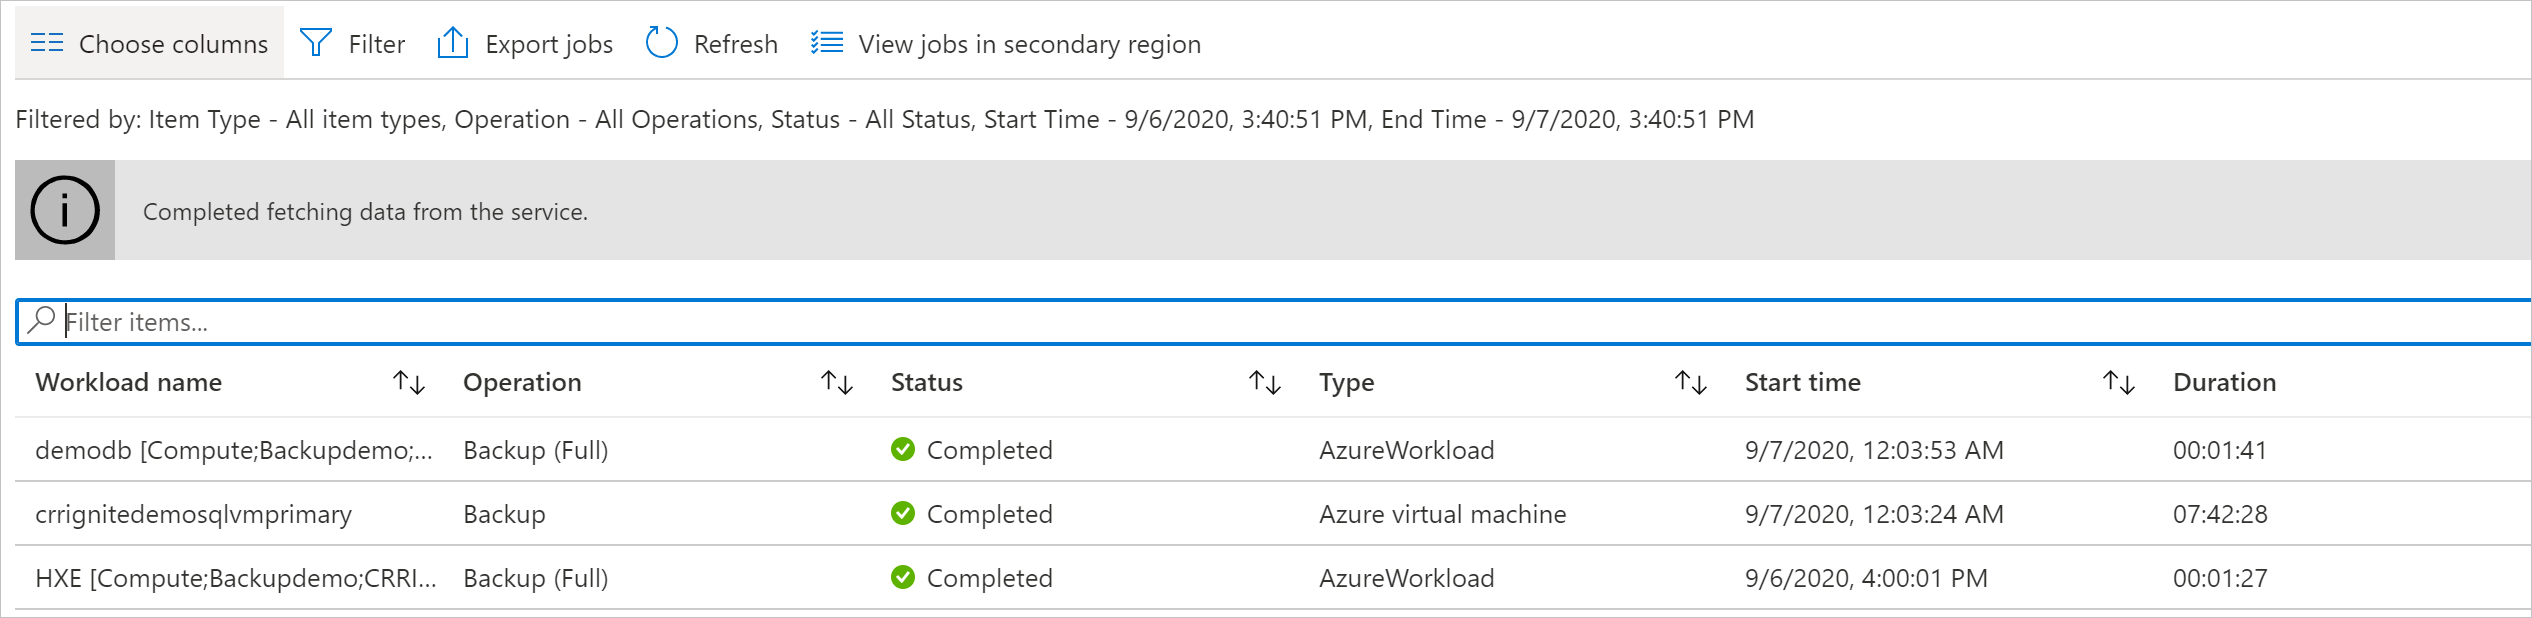 Choose columns Filter Export jobs Refresh View jobs in secondary region
Filtered by: Item Type - All item types, Operation - All Operations, Status - All Status, Start Time - 9/6/2020, 3:40:51 PM, End Time - 9/7/2020, 3:40:51 PM
Completed fetching data from the service.
Filter items...
Workload name Operation Status Type Start time Duration
demodb [Compute;Backupdemo;... Backup (Full) Completed AzureWorkload 9/7/2020, 12:03:53 AM 00:01:41
crrignitedemosqlvmprimary Backup Completed Azure virtual machine 9/7/2020, 12:03:24 AM 07:42:28
HXE [Compute;Backupdemo;CRRI... Backup (Full) Completed AzureWorkload 9/6/2020, 4:00:01 PM 00:01:27